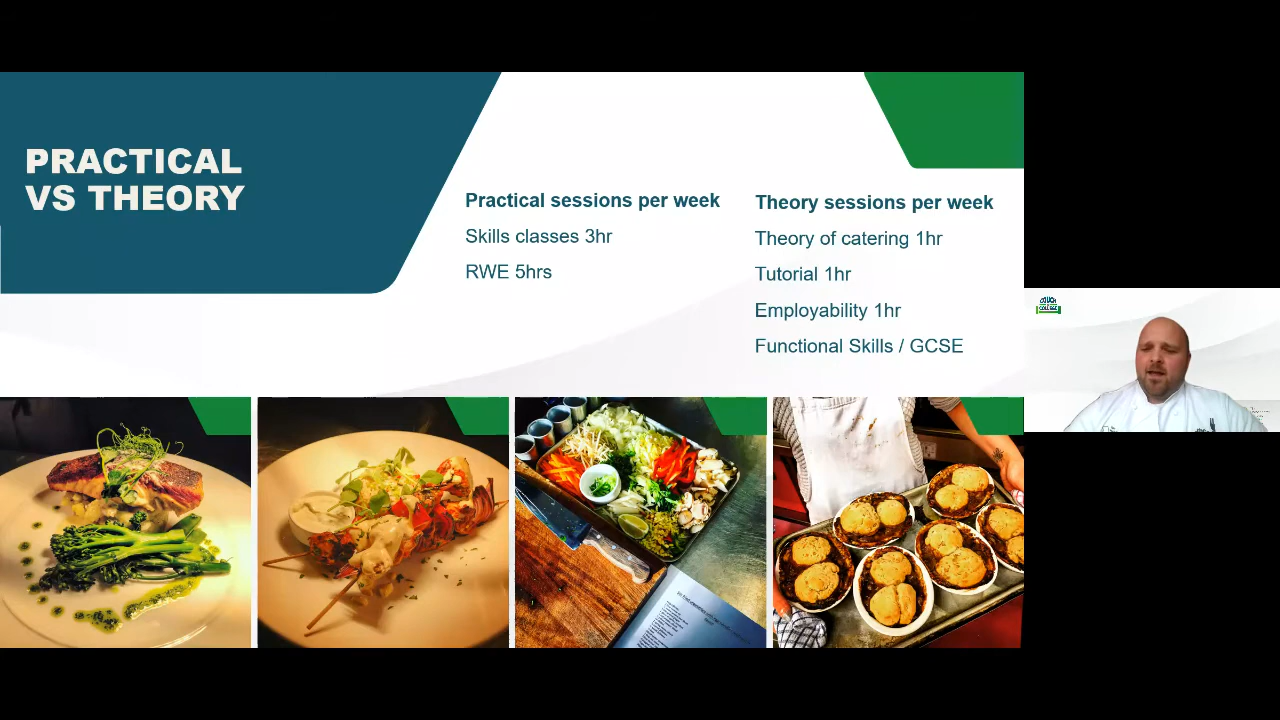 PRACTICAL
VS THEORY
Practical sessions per week
Skills classes 3hr
RWE 5hrs
Theory sessions per week
Theory of catering 1hr
Tutorial 1hr
Employability 1hr
Functional Skills / GCSE
COLLEGE